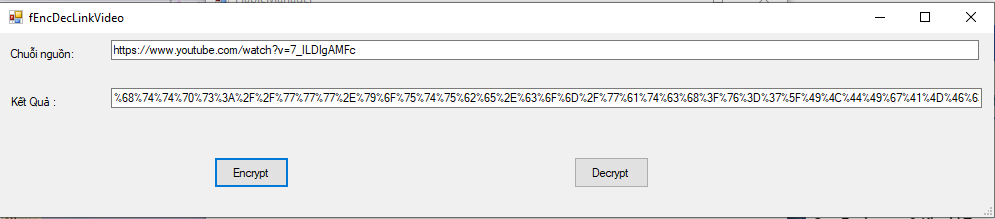 fEncDecLinkVideo
Chuỗi nguồn:
https://www.youtube.com/watch?v=7_ILDIgAMFc
Kết Quả :
%68%74%74%70%73%3A%2F%2F%77%77%77%2E%79%6F%75%74%75%62%65%2E%63%6F%6D%2F%77%61%74%63%68%3F%76%3D%37%5F%49%4C%44%49%67%41%4D%46%6
Encrypt
Decrypt